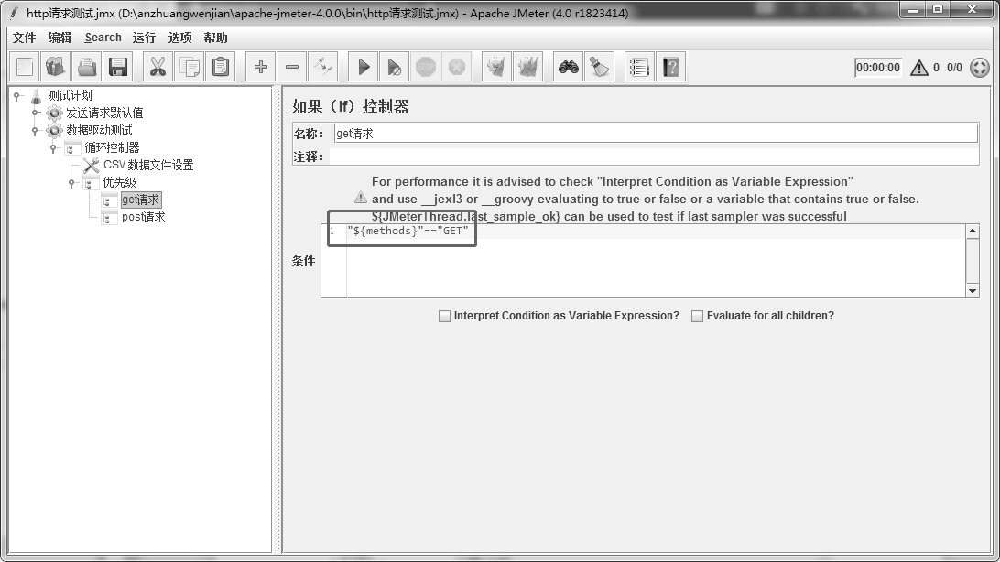 http请求测试.jmx (D:\anzhuangwenjian\apache-jmeter-4.0.0\bin\http请求测试.jmx) - Apache JMeter (4.0 r1823414)
文件 编辑 Search 运行 选项 帮助
STOP 00:00:00 0 0/0
测试计划
发送请求默认值
数据驱动测试
循环控制器
CSV 数据文件设置
优先级
get请求
post请求
如果（If）控制器
名称： get请求
注释：
For performance it is advised to check "Interpret Condition as Variable Expression"
and use __jexl3 or __groovy evaluating to true or false or a variable that contains true or false.
${JMeterThread.last_sample_ok} can be used to test if last sampler was successful
1 "${methods}"=="GET"
条件
Interpret Condition as Variable Expression? Evaluate for all children?